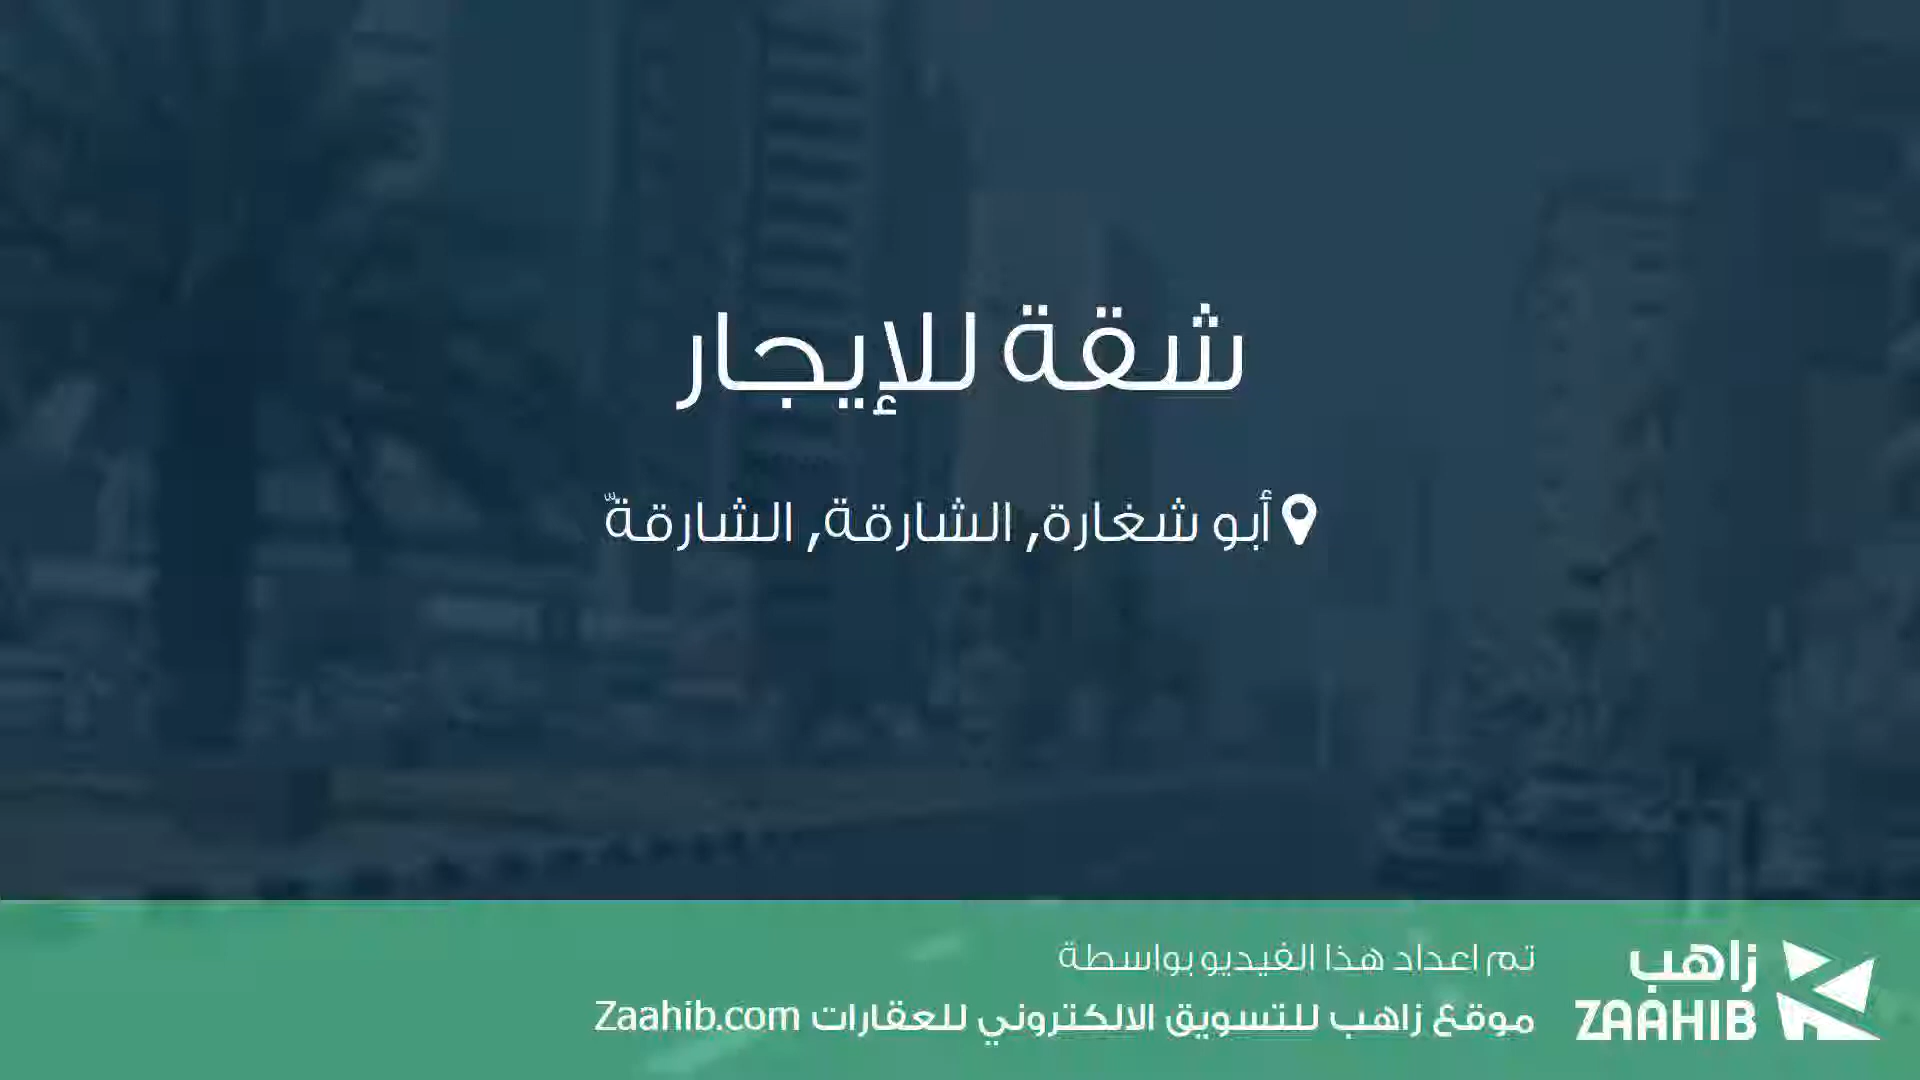 شقة للإيجار
أبو شغارة, الشارقة, الشارقةّ
تم اعداد هذا الفيديو بواسطة
موقع زاهب للتسويق الالكتروني للعقارات Zaahib.com
زاهب
ZAAHIB